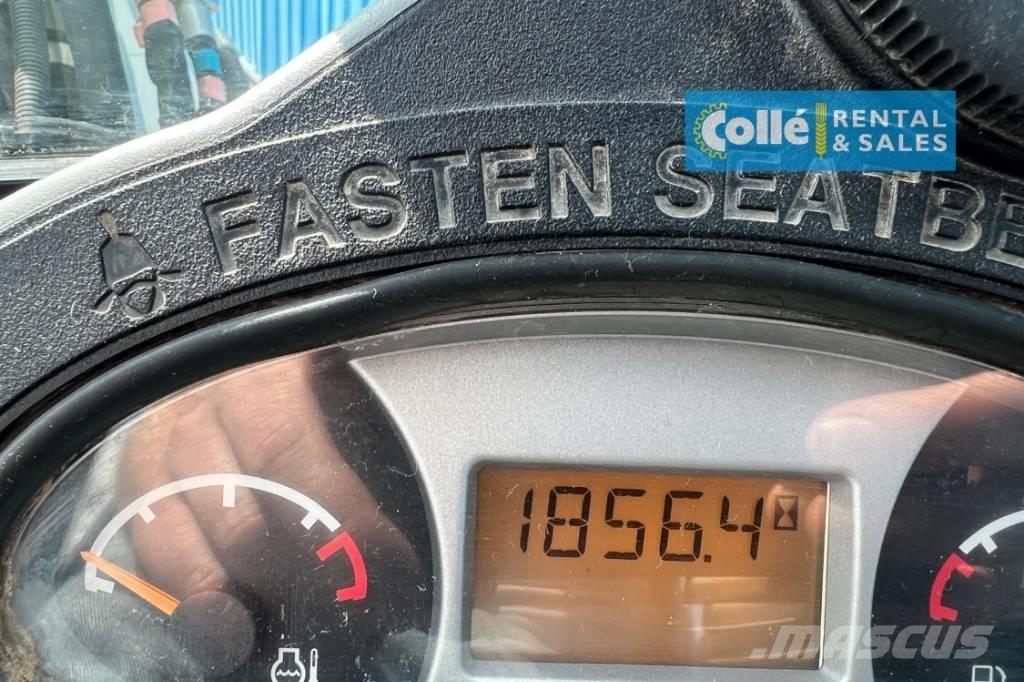 Collé RENTAL
& SALES
FASTEN SEATBE
1856.4
MASCUS